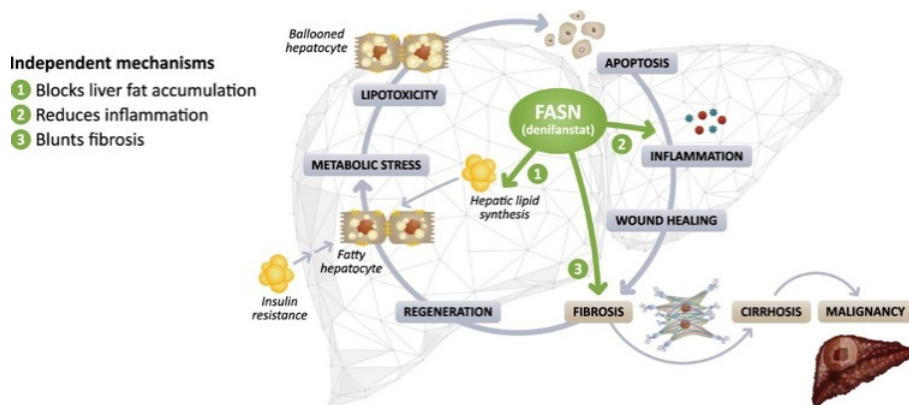 Independent mechanisms
1 Blocks liver fat accumulation
2 Reduces inflammation
3 Blunts fibrosis
Ballooned
hepatocyte
APOPTOSIS
LIPOTOXICITY
FASN
(denifanstat)
2
INFLAMMATION
METABOLIC STRESS
1
Hepatic lipid
synthesis
WOUND HEALING
Fatty
hepatocyte
3
Insulin
resistance
REGENERATION
FIBROSIS
CIRRHOSIS
MALIGNANCY